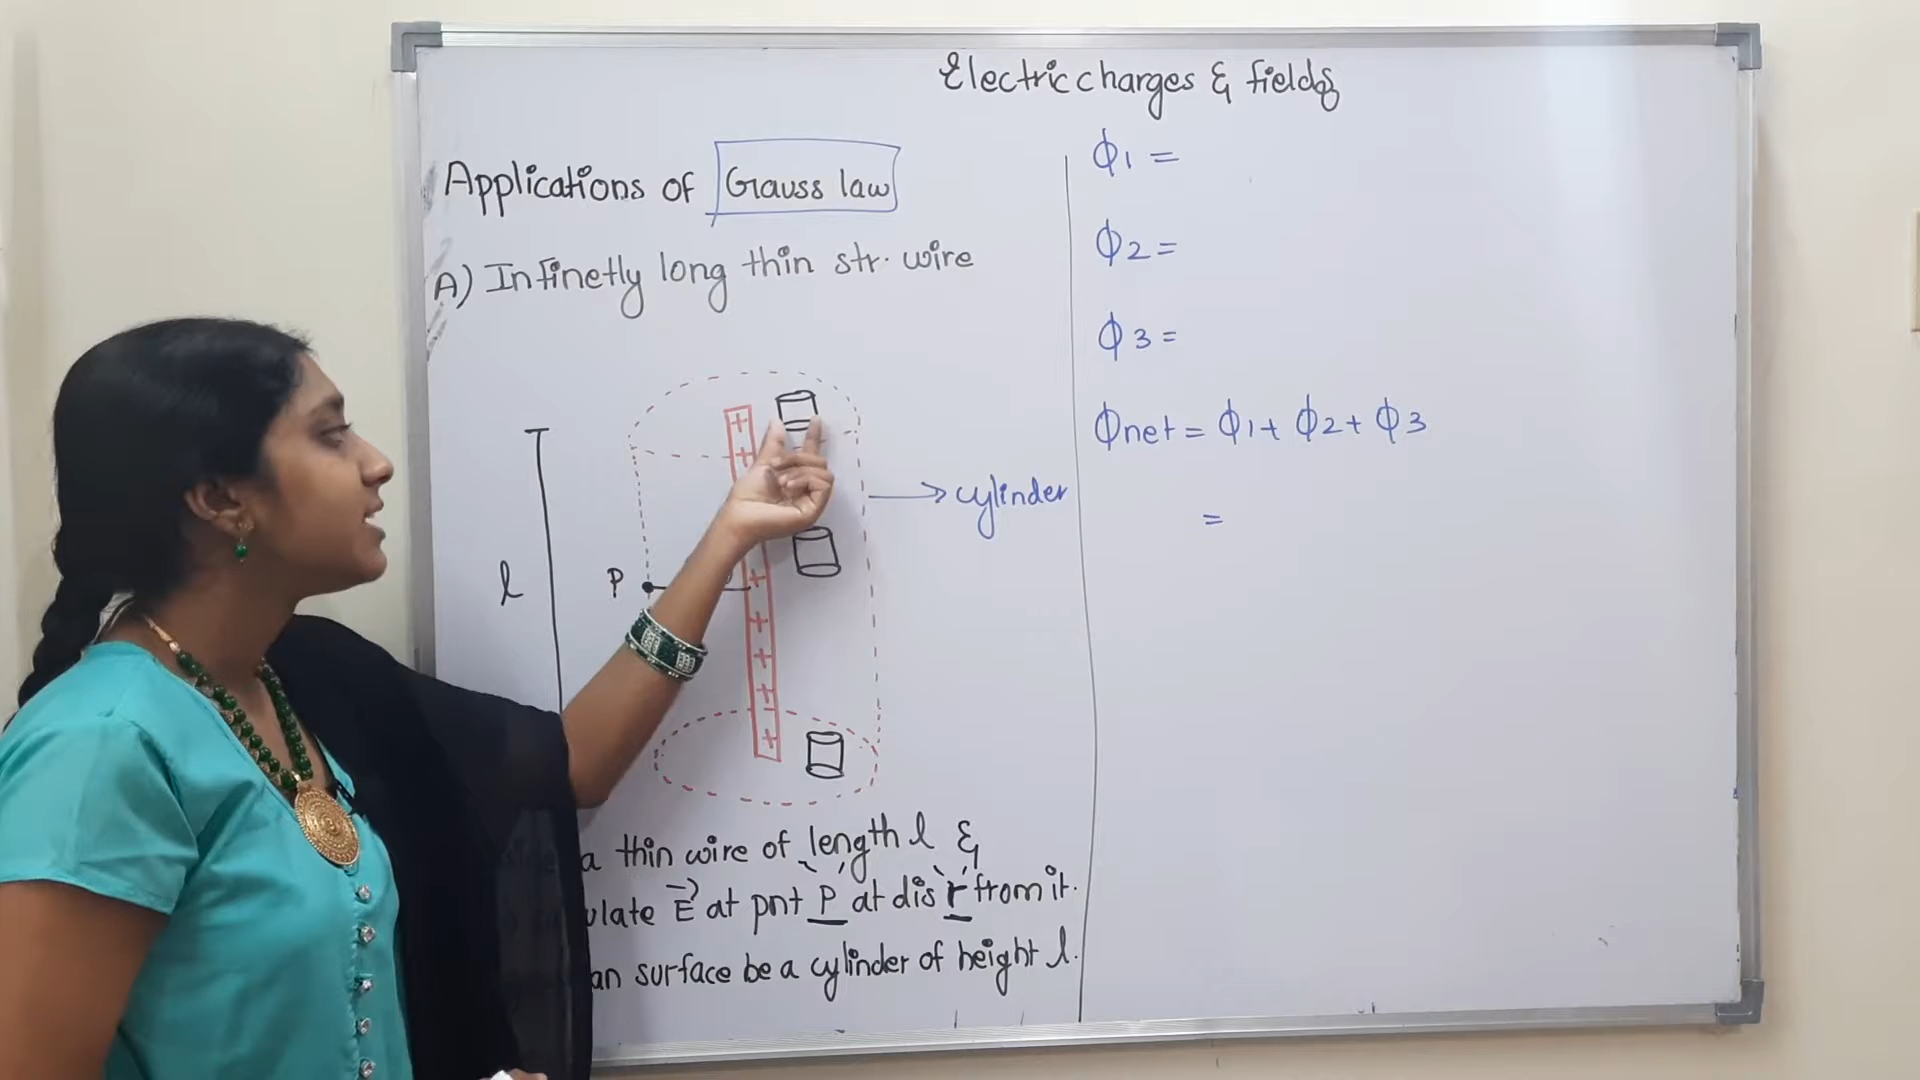 Electric charges & fields
Applications of Gauss law
A) Infinetly long thin str. wire
+
+
l
P
+
+
+
+
+
→ cylinder
a thin wire of length l &
ulate E⃗ at pnt P at dis 'r' from it.
an surface be a cylinder of height l.
Φ1 =
Φ2 =
Φ3 =
Φnet = Φ1 + Φ2 + Φ3
=